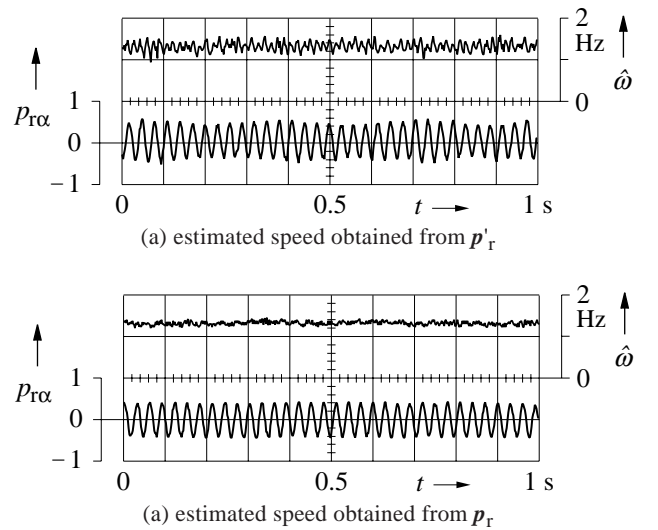 2
Hz
ω̂
0
1
p_rα
0
−1
0
0.5
t
1 s
(a) estimated speed obtained from p'_r
2
Hz
ω̂
0
1
p_rα
0
−1
0
0.5
t
1 s
(a) estimated speed obtained from p_r